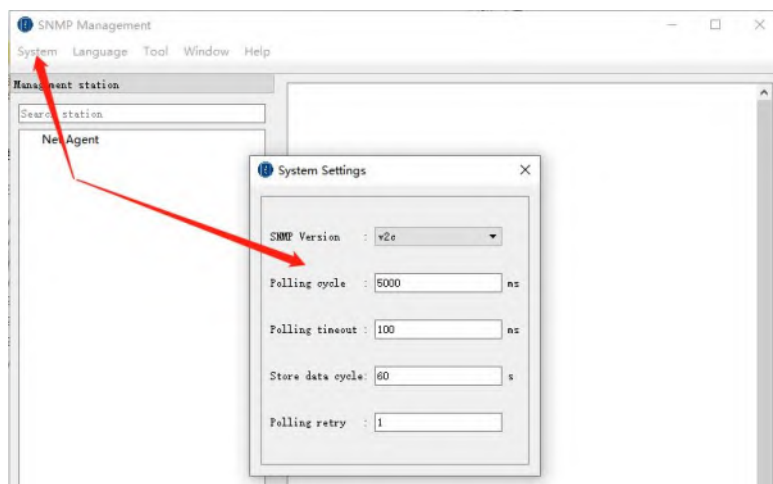 SNMP Management
System Language Tool Window Help
Management station
Search station
Net Agent
System Settings
SNMP Version : v2c
Polling cycle : 5000 ms
Polling timeout : 100 ms
Store data cycle: 60 s
Polling retry : 1